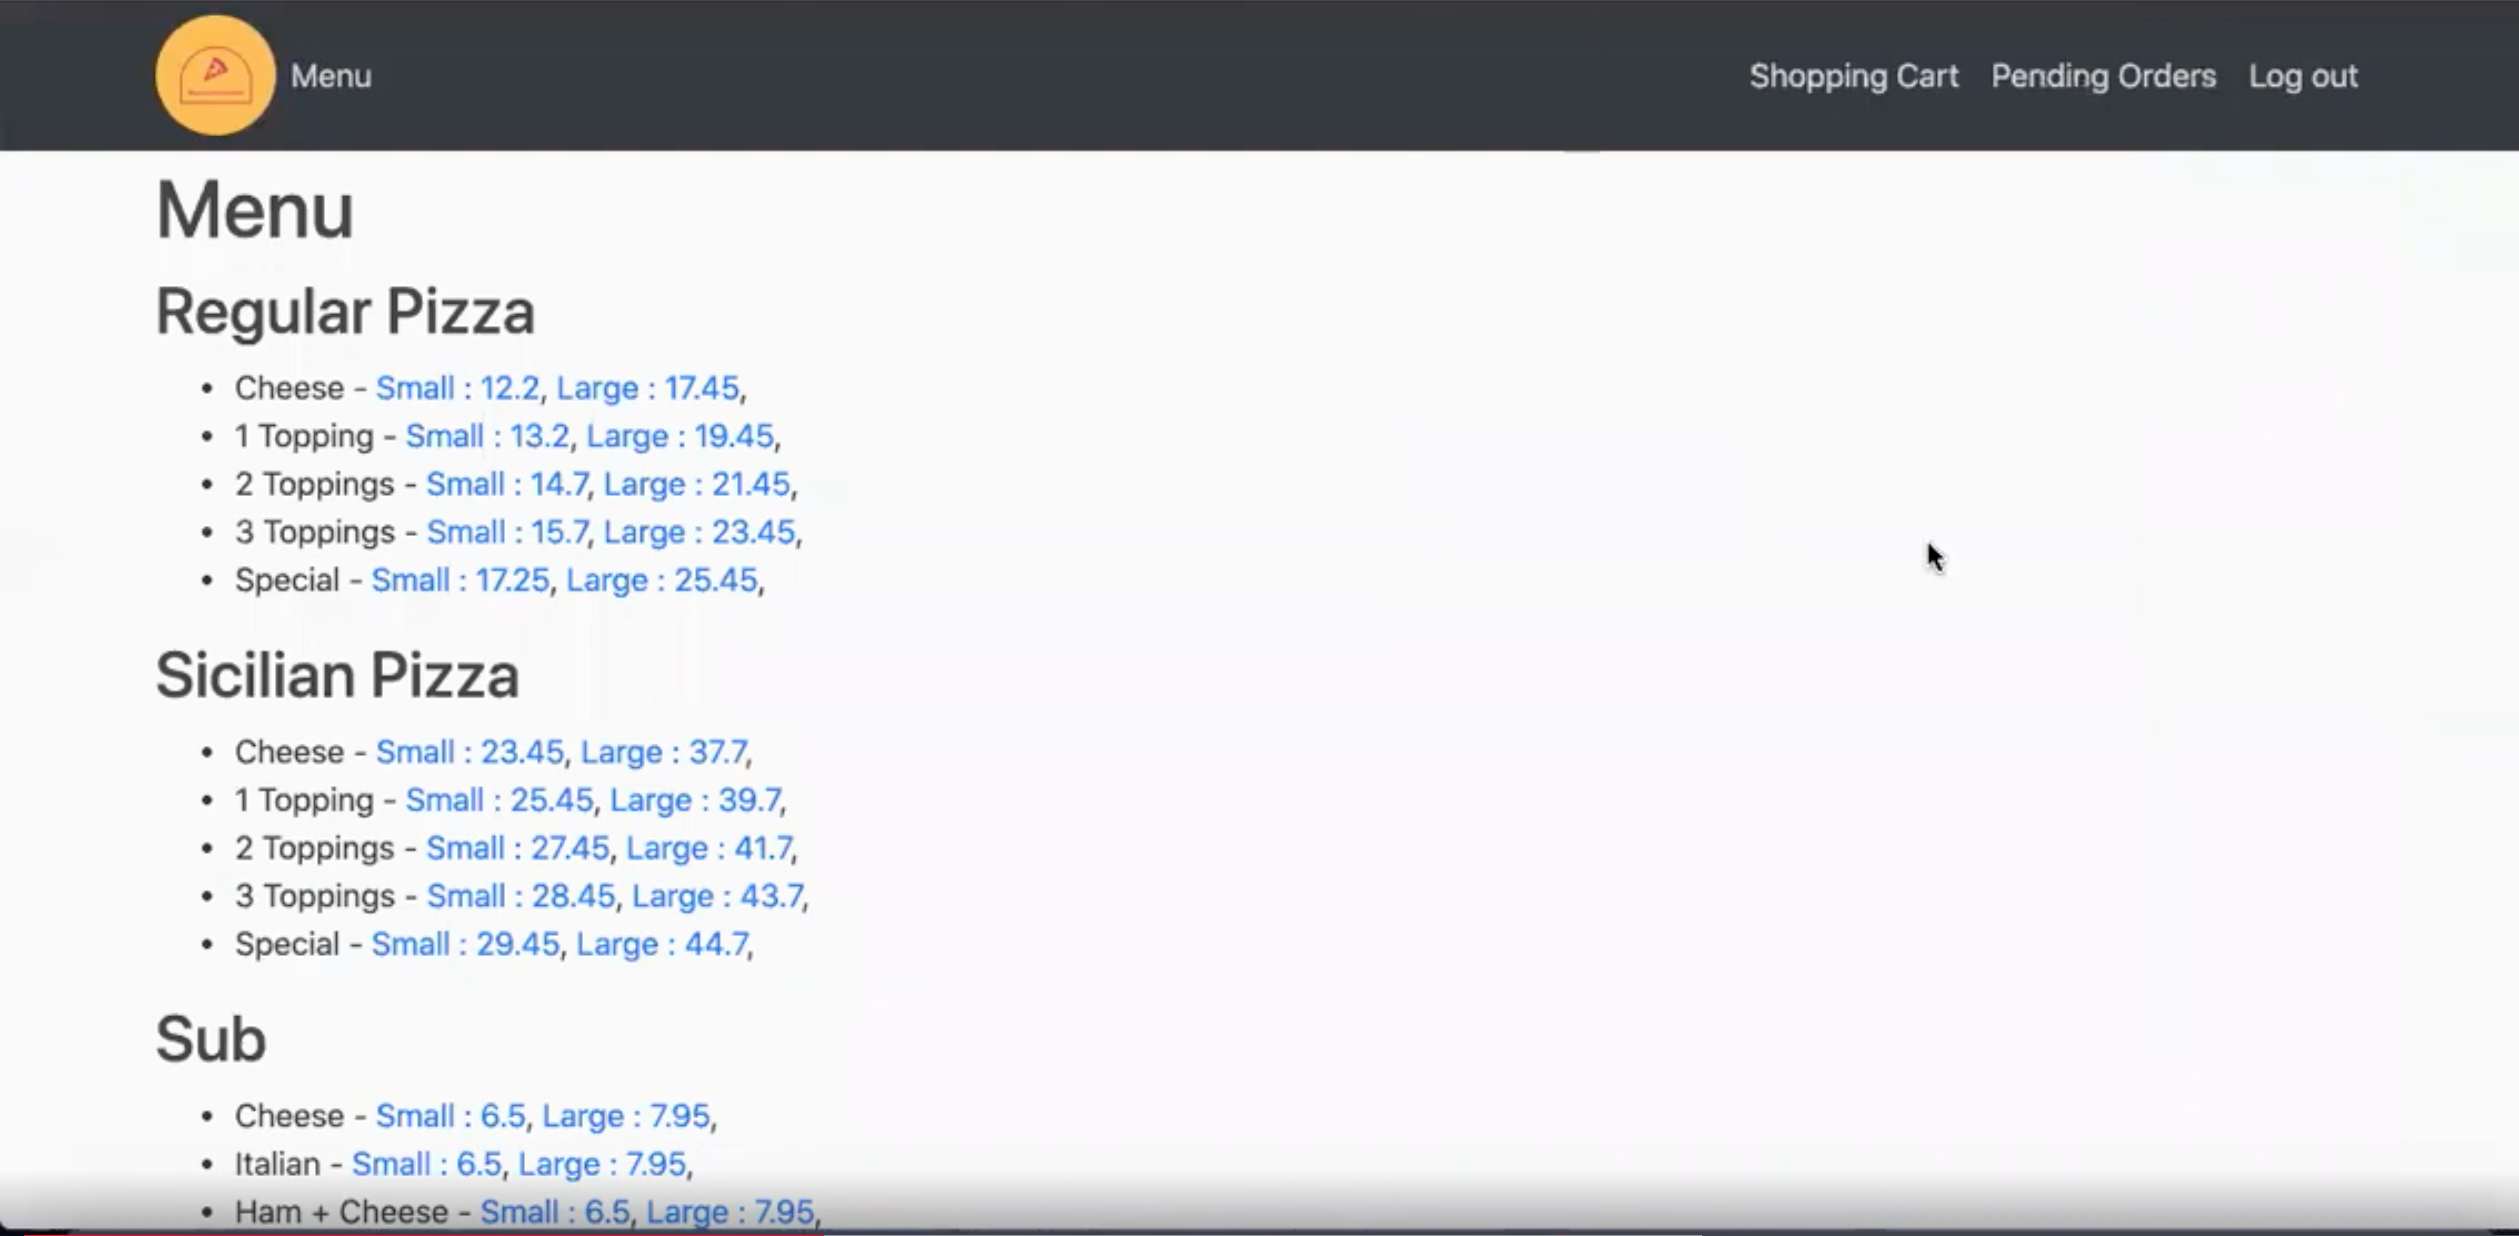 Menu
Shopping Cart Pending Orders Log out
Menu
Regular Pizza
• Cheese - Small : 12.2, Large : 17.45,
• 1 Topping - Small : 13.2, Large : 19.45,
• 2 Toppings - Small : 14.7, Large : 21.45,
• 3 Toppings - Small : 15.7, Large : 23.45,
• Special - Small : 17.25, Large : 25.45,
Sicilian Pizza
• Cheese - Small : 23.45, Large : 37.7,
• 1 Topping - Small : 25.45, Large : 39.7,
• 2 Toppings - Small : 27.45, Large : 41.7,
• 3 Toppings - Small : 28.45, Large : 43.7,
• Special - Small : 29.45, Large : 44.7,
Sub
• Cheese - Small : 6.5, Large : 7.95,
• Italian - Small : 6.5, Large : 7.95,
• Ham + Cheese - Small : 6.5, Large : 7.95,